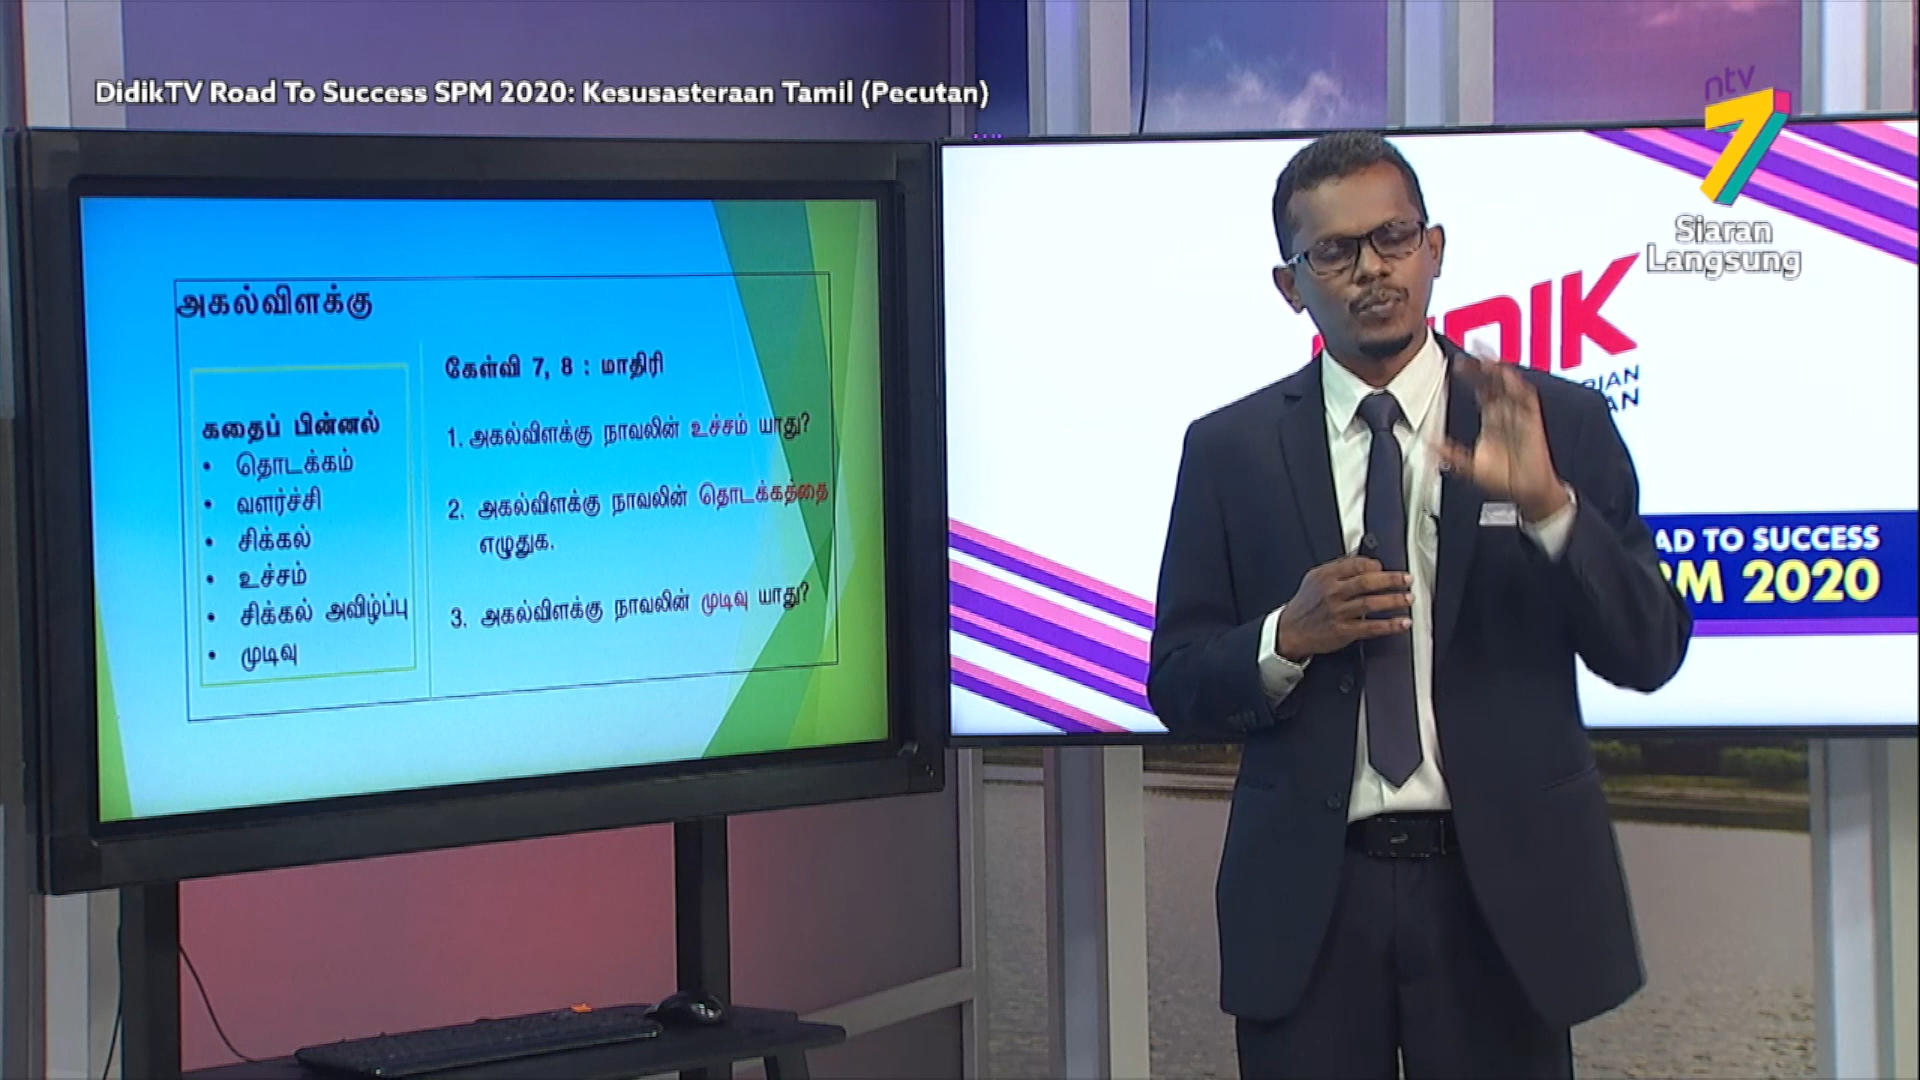 DidikTV Road To Success SPM 2020: Kesusasteraan Tamil (Pecutan)
ntv
7
Siaran
Langsung
அகல்விளக்கு
கதைப் பின்னல்
• தொடக்கம்
• வளர்ச்சி
• சிக்கல்
• உச்சம்
• சிக்கல் அவிழ்ப்பு
• முடிவு
கேள்வி 7, 8 : மாதிரி
1. அகல்விளக்கு நாவலின் உச்சம் யாது?
2. அகல்விளக்கு நாவலின் தொடக்கத்தை
எழுதுக.
3. அகல்விளக்கு நாவலின் முடிவு யாது?
TO SUCCESS
2020